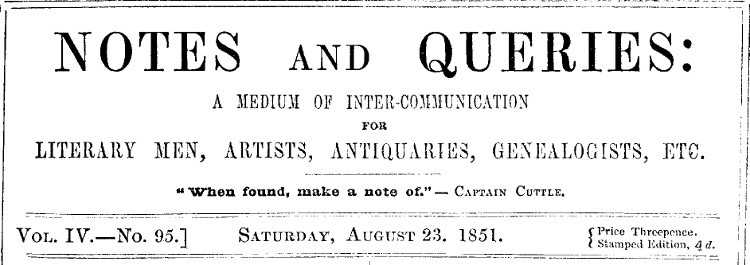 NOTES AND QUERIES:
A MEDIUM OF INTER-COMMUNICATION
FOR
LITERARY MEN, ARTISTS, ANTIQUARIES, GENEALOGISTS, ETC.
"When found, make a note of." — CAPTAIN CUTTLE.
VOL. IV.—No. 95.] SATURDAY, AUGUST 23. 1851. { Price Threepence.
{ Stamped Edition, 4d.